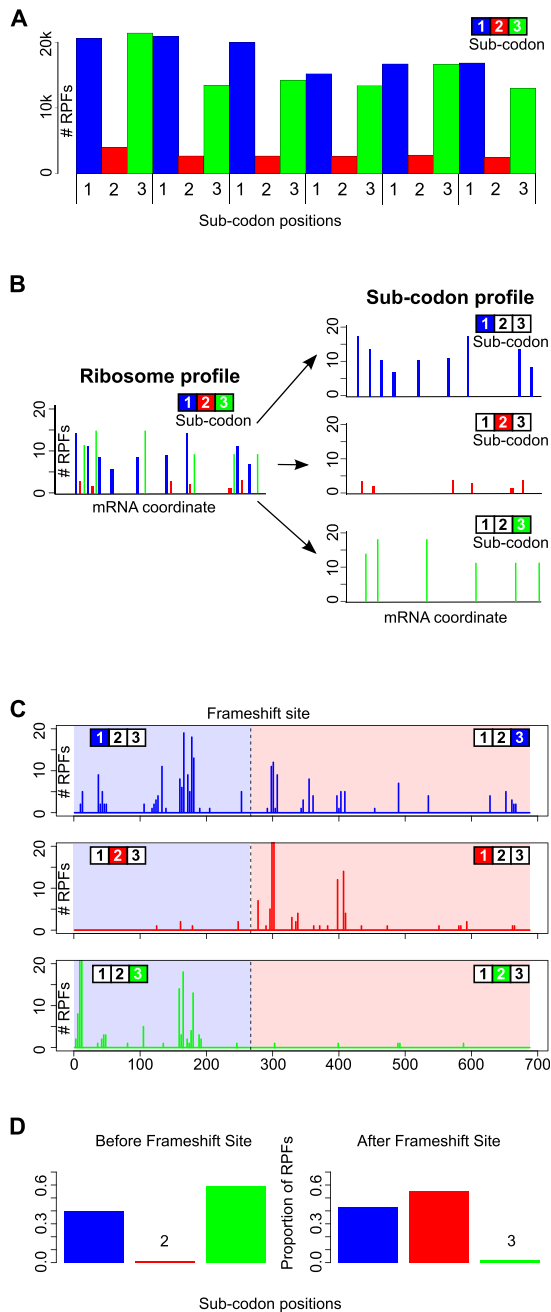 A
1 2 3
Sub-codon
# RPFs
0 10k 20k
1 2 3 1 2 3 1 2 3 1 2 3 1 2 3 1 2 3
Sub-codon positions
B
Sub-codon profile
Ribosome profile
1 2 3
Sub-codon
# RPFs
0 10 20
mRNA coordinate
1 2 3
Sub-codon
0 10 20
1 2 3
Sub-codon
0 10 20
1 2 3
Sub-codon
0 10 20
mRNA coordinate
C
Frameshift site
# RPFs
0 10 20
1 2 3
1 2 3
# RPFs
0 10 20
1 2 3
1 2 3
# RPFs
0 10 20
1 2 3
1 2 3
0 100 200 300 400 500 600 700
D
Before Frameshift Site
After Frameshift Site
Proportion of RPFs
0.0 0.3 0.6
2
0.0 0.3 0.6
3
Sub-codon positions